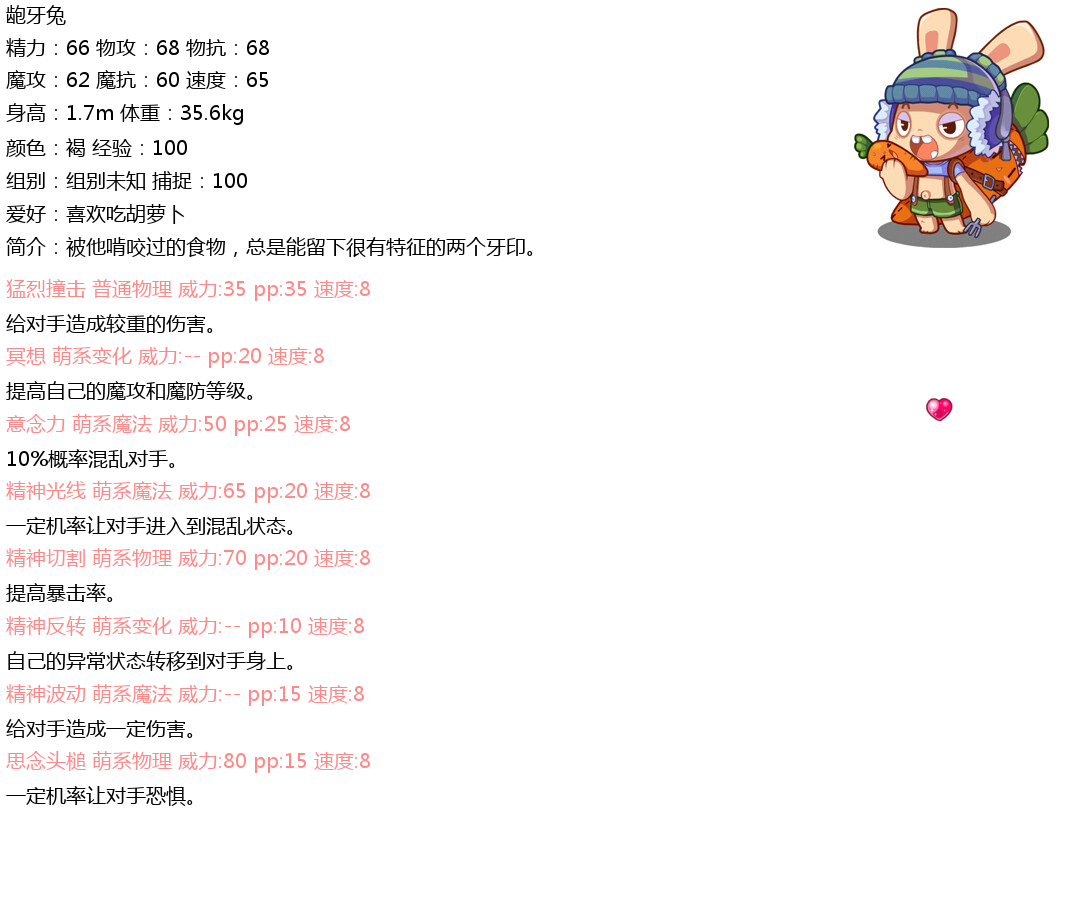 龅牙兔
精力：66 物攻：68 物抗：68
魔攻：62 魔抗：60 速度：65
身高：1.7m 体重：35.6kg
颜色：褐 经验：100
组别：组别未知 捕捉：100
爱好：喜欢吃胡萝卜
简介：被他啃咬过的食物，总是能留下很有特征的两个牙印。
猛烈撞击 普通物理 威力:35 pp:35 速度:8
给对手造成较重的伤害。
冥想 萌系变化 威力:-- pp:20 速度:8
提高自己的魔攻和魔防等级。
意念力 萌系魔法 威力:50 pp:25 速度:8
10%概率混乱对手。
精神光线 萌系魔法 威力:65 pp:20 速度:8
一定机率让对手进入到混乱状态。
精神切割 萌系物理 威力:70 pp:20 速度:8
提高暴击率。
精神反转 萌系变化 威力:-- pp:10 速度:8
自己的异常状态转移到对手身上。
精神波动 萌系魔法 威力:-- pp:15 速度:8
给对手造成一定伤害。
思念头槌 萌系物理 威力:80 pp:15 速度:8
一定机率让对手恐惧。